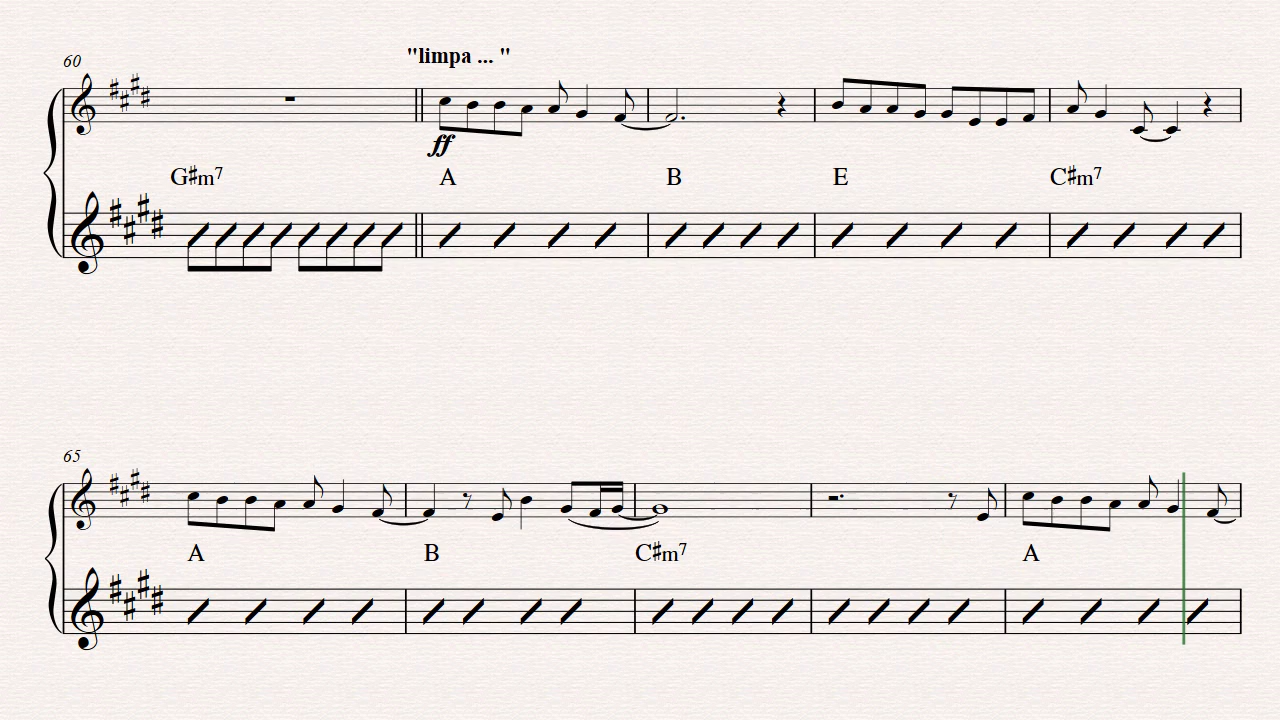 60
"limpa ... "
ff
G♯m7 A B E C♯m7
65
A B C♯m7 A